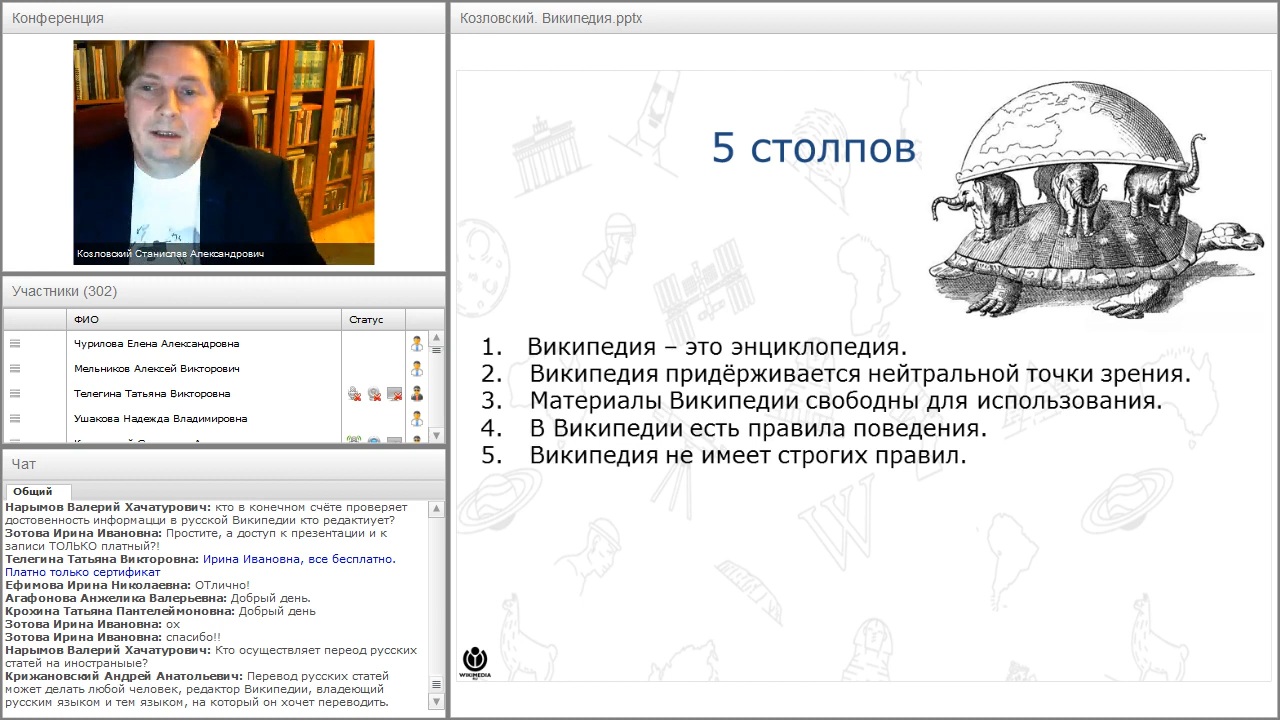 Конференция
Козловский Станислав Александрович
Участники (302)
ФИО
Статус
Чурилова Елена Александровна
Мельников Алексей Викторович
Телегина Татьяна Викторовна
Ушакова Надежда Владимировна
Чат
Общий
Нарымов Валерий Хачатурович: кто в конечном счёте проверяет
достовенность информацци в русской Википедии кто редактиует?
Зотова Ирина Ивановна: Простите, а доступ к презентации и к
записи ТОЛЬКО платный?!
Телегина Татьяна Викторовна: Ирина Ивановна, все бесплатно.
Платно только сертификат
Ефимова Ирина Николаевна: ОТлично!
Агафонова Анжелика Валерьевна: Добрый день.
Крохина Татьяна Пантелеймоновна: Добрый день
Зотова Ирина Ивановна: ох
Зотова Ирина Ивановна: спасибо!!
Нарымов Валерий Хачатурович: Кто осуществляет переод русских
статей на иностраныые?
Крижановский Андрей Анатольевич: Перевод русских статей
может делать любой человек, редактор Википедии, владеющий
русским языком и тем языком, на который он хочет переводить.
Козловский. Википедия.pptx
5 столпов
1. Википедия – это энциклопедия.
2. Википедия придёрживается нейтральной точки зрения.
3. Материалы Википедии свободны для использования.
4. В Википедии есть правила поведения.
5. Википедия не имеет строгих правил.
W
WIKIMEDIA
RU